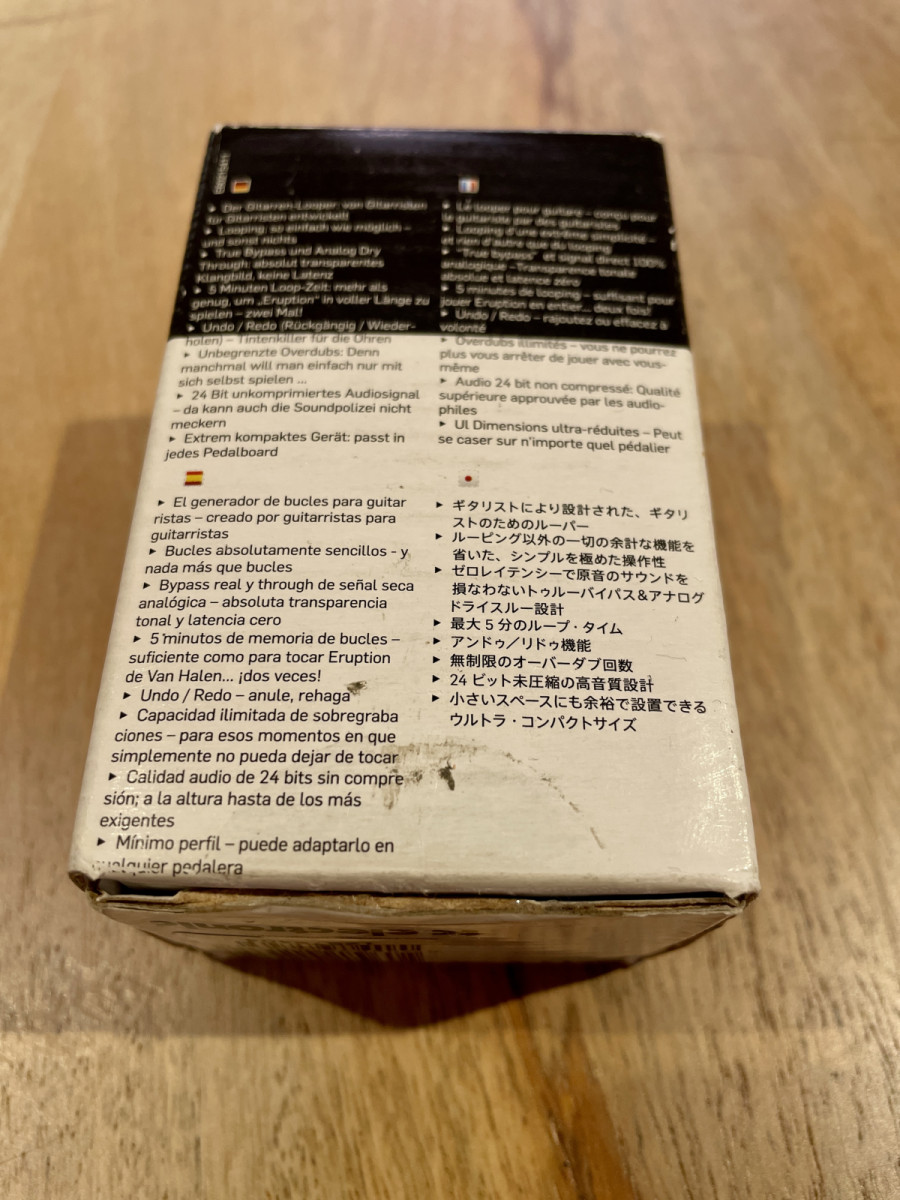 ▸ Der Gitarren-Looper: von Gitarristen
für Gitarristen entwickelt!
▸ Looping, so einfach wie möglich –
und sonst nichts
▸ True Bypass und Analog Dry
Through: absolut transparentes
Klangbild, keine Latenz
▸ 5 Minuten Loop-Zeit: mehr als
genug, um „Eruption“ in voller Länge zu
spielen – zwei Mal!
▸ Undo / Redo (Rückgängig / Wieder-
holen) – Tintenkiller für die Ohren
▸ Unbegrenzte Overdubs: Denn
manchmal will man einfach nur mit
sich selbst spielen ...
▸ 24 Bit unkomprimiertes Audiosignal
– da kann auch die Soundpolizei nicht
meckern
▸ Extrem kompaktes Gerät: passt in
jedes Pedalboard
▸ Le looper pour guitare – conçu pour
le guitariste par des guitaristes
▸ Looping d'une extrême simplicité –
et rien d'autre que du looping
▸ "True bypass" et signal direct 100%
analogique –Transparence tonale
absolue et latence zéro
▸ 5 minutes de looping – suffisant pour
jouer Eruption en entier... deux fois!
▸ Undo / Redo – rajoutez ou effacez à
volonté
▸ Overdubs illimités – vous ne pourrez
plus vous arrêter de jouer avec vous-
même
▸ Audio 24 bit non compressé: Qualité
supérieure approuvée par les audio-
philes
▸ Ul Dimensions ultra-réduites – Peut
se caser sur n'importe quel pédalier
▸ El generador de bucles para guitar
ristas – creado por guitarristas para
guitarristas
▸ Bucles absolutamente sencillos - y
nada más que bucles
▸ Bypass real y through de señal seca
analógica – absoluta transparencia
tonal y latencia cero
▸ 5 minutos de memoria de bucles –
suficiente como para tocar Eruption
de Van Halen... ¡dos veces!
▸ Undo / Redo – anule, rehaga
▸ Capacidad ilimitada de sobregraba
ciones – para esos momentos en que
simplemente no pueda dejar de tocar
▸ Calidad audio de 24 bits sin compre
sión; a la altura hasta de los más
exigentes
▸ Mínimo perfil – puede adaptarlo en
cualquier pedalera
▸ ギタリストにより設計された、ギタリ
ストのためのルーパー
▸ ルーピング以外の一切の余計な機能を
省いた、シンプルを極めた操作性
▸ ゼロレイテンシーで原音のサウンドを
損なわないトゥルーバイパス＆アナログ
ドライスルー設計
▸ 最大 5 分のループ・タイム
▸ アンドゥ／リドゥ機能
▸ 無制限のオーバーダブ回数
▸ 24 ビット未圧縮の高音質設計
▸ 小さいスペースにも余裕で設置できる
ウルトラ・コンパクトサイズ